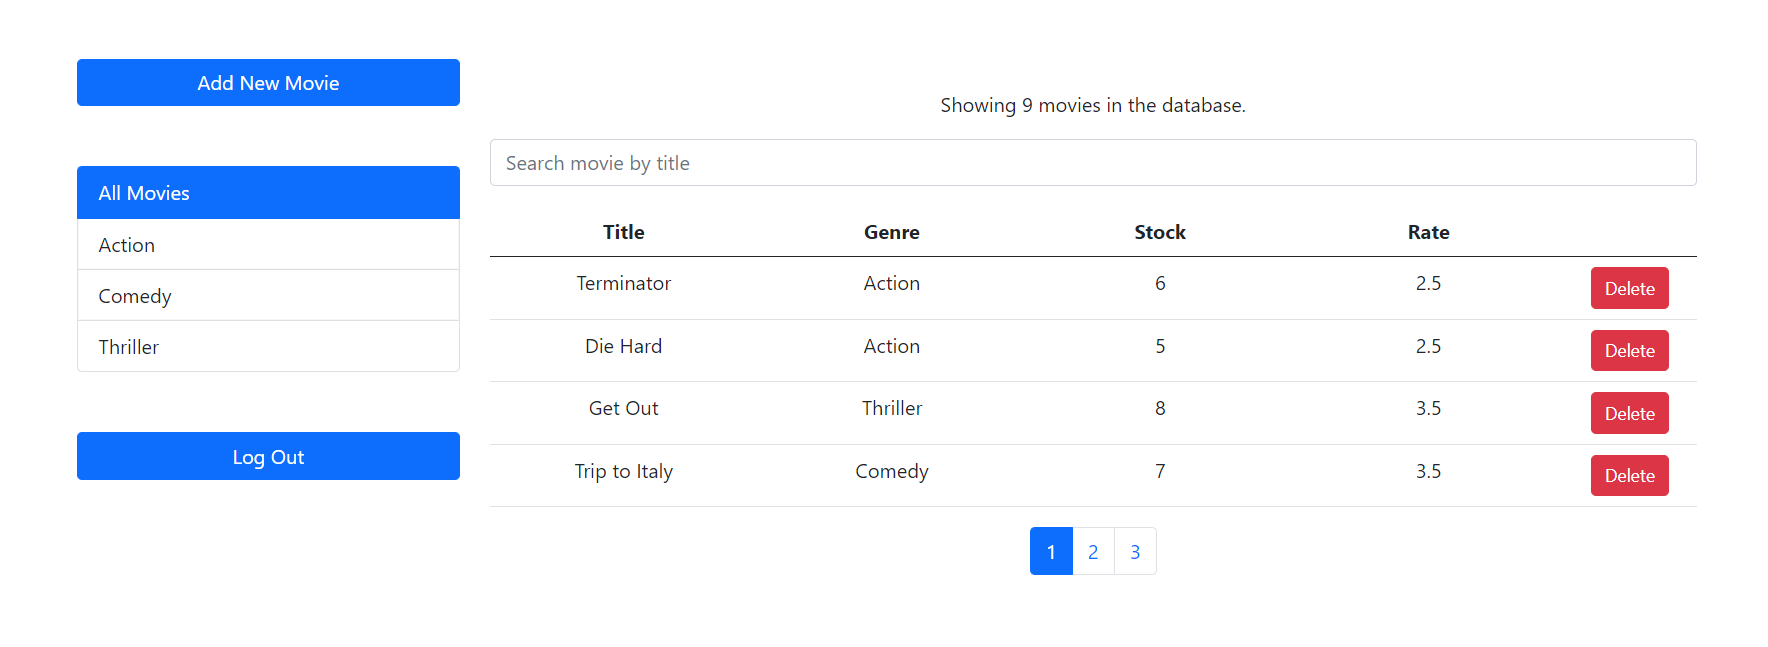 Add New Movie
All Movies
Action
Comedy
Thriller
Log Out
Showing 9 movies in the database.
Search movie by title
Title Genre Stock Rate
Terminator Action 6 2.5 Delete
Die Hard Action 5 2.5 Delete
Get Out Thriller 8 3.5 Delete
Trip to Italy Comedy 7 3.5 Delete
1 2 3